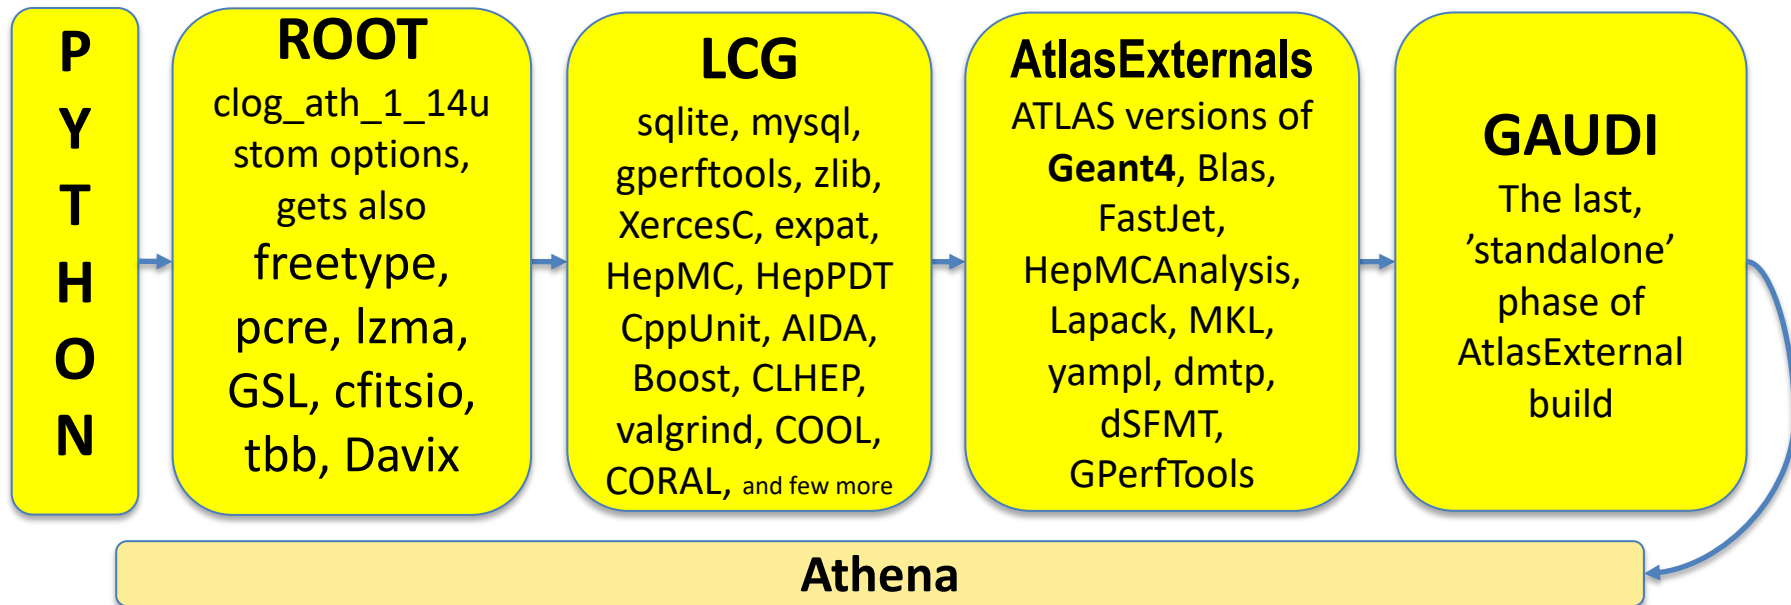 P
Y
T
H
O
N
ROOT
clog_ath_1_14u
stom options,
gets also
freetype,
pcre, lzma,
GSL, cfitsio,
tbb, Davix
LCG
sqlite, mysql,
gperftools, zlib,
XercesC, expat,
HepMC, HepPDT
CppUnit, AIDA,
Boost, CLHEP,
valgrind, COOL,
CORAL, and few more
AtlasExternals
ATLAS versions of
Geant4, Blas,
FastJet,
HepMCAnalysis,
Lapack, MKL,
yampl, dmtp,
dSFMT,
GPerfTools
GAUDI
The last,
’standalone’
phase of
AtlasExternal
build
Athena